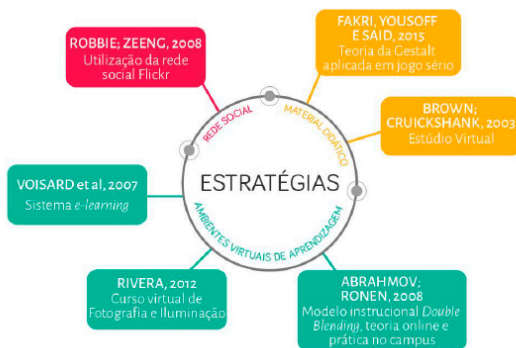 ROBBIE; ZEENG, 2008
Utilização da rede
social Flickr
FAKRI, YOUSOFF
E SAID, 2015
Teoria da Gestalt
aplicada em jogo sério
BROWN;
CRUICKSHANK, 2003
Estúdio Virtual
REDE SOCIAL
MATERIAL DIDÁTICO
ESTRATÉGIAS
AMBIENTES VIRTUAIS DE APRENDIZAGEM
VOISARD et al, 2007
Sistema e-learning
RIVERA, 2012
Curso virtual de
Fotografia e Iluminação
ABRAHMOV;
RONEN, 2008
Modelo instrucional Double
Blending, teoria online e
prática no campus